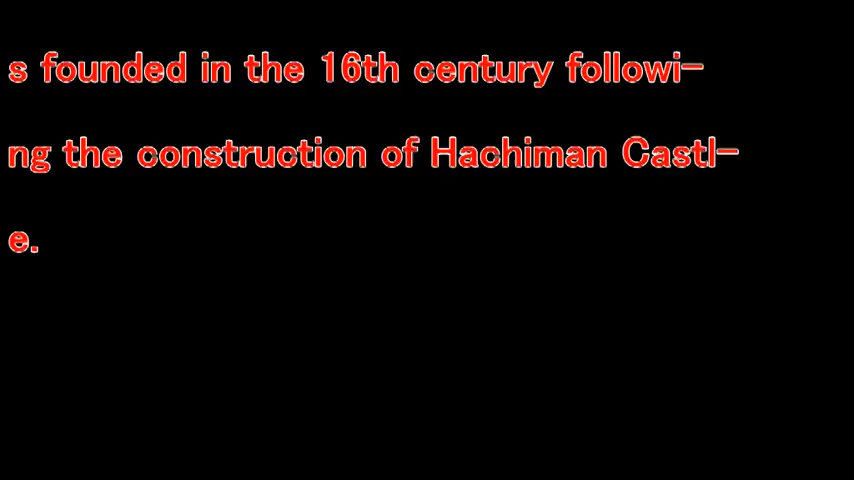 s founded in the 16th century followi-
ng the construction of Hachiman Castl-
e.